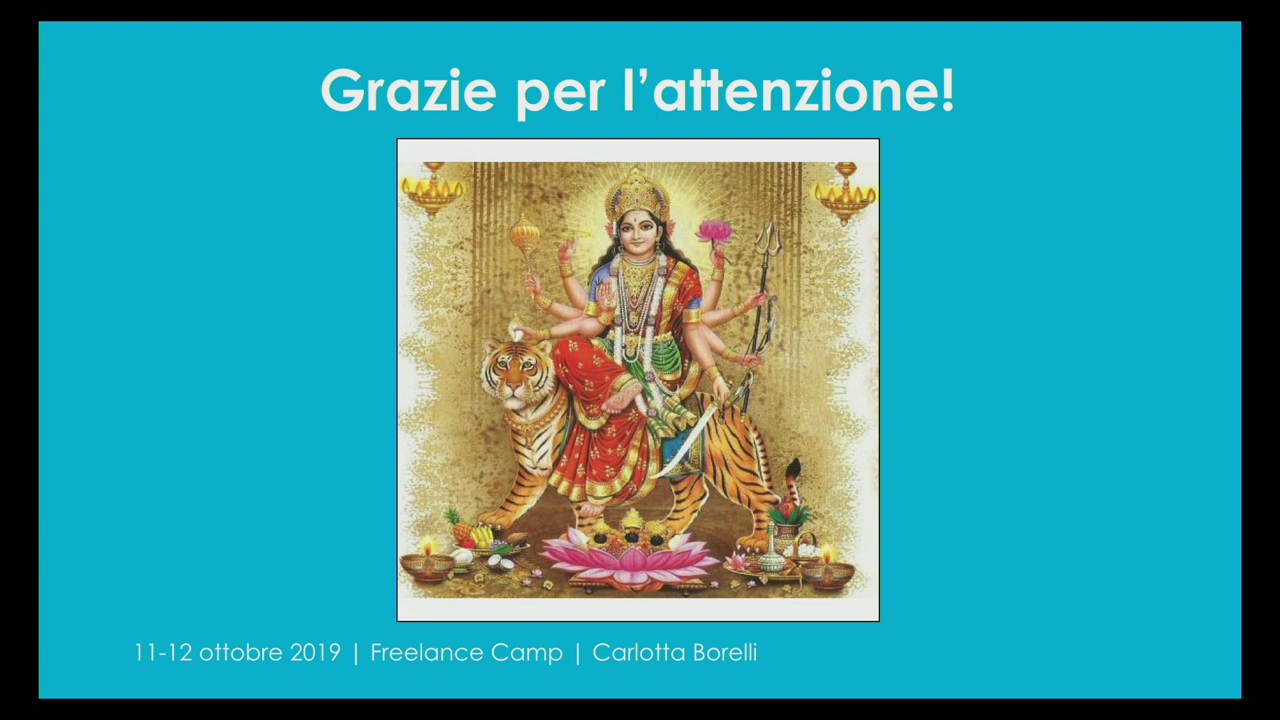 Grazie per l’attenzione!
11-12 ottobre 2019 | Freelance Camp | Carlotta Borelli